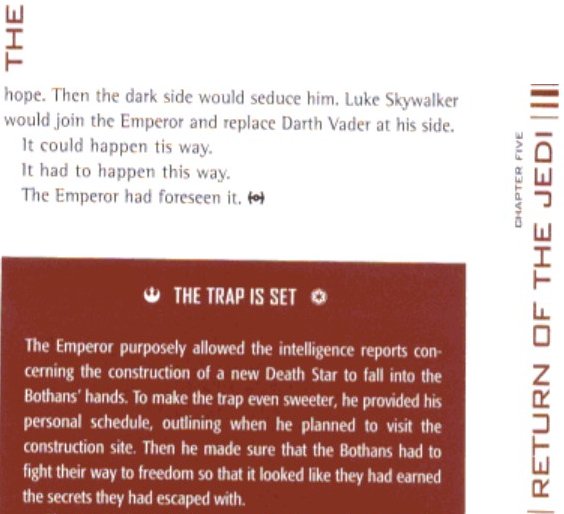 THE
hope. Then the dark side would seduce him. Luke Skywalker
would join the Emperor and replace Darth Vader at his side.
It could happen tis way.
It had to happen this way.
The Emperor had foreseen it.
THE TRAP IS SET
The Emperor purposely allowed the intelligence reports con-
cerning the construction of a new Death Star to fall into the
Bothans' hands. To make the trap even sweeter, he provided his
personal schedule, outlining when he planned to visit the
construction site. Then he made sure that the Bothans had to
fight their way to freedom so that it looked like they had earned
the secrets they had escaped with.
CHAPTER FIVE
RETURN OF THE JEDI